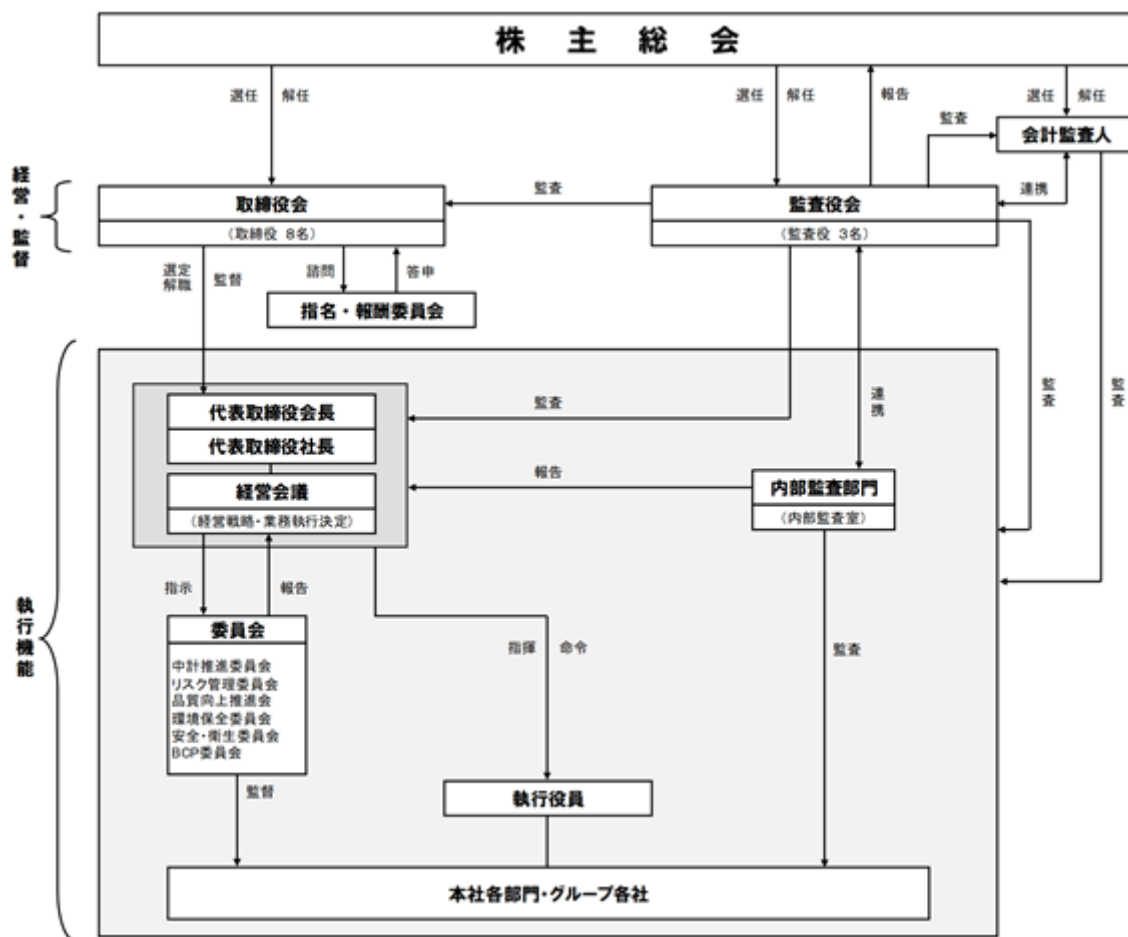 株主総会
選任
解任
選任
解任
報告
選任
解任
監査
会計監査人
経営・監督
取締役会
（取締役 8名）
監査
監査役会
（監査役 3名）
連携
選定
解職
監督
諮問
答申
指名・報酬委員会
代表取締役会長
代表取締役社長
経営会議
（経営戦略・業務執行決定）
監査
連携
監査
監査
報告
内部監査部門
（内部監査室）
執行機能
指示
報告
委員会
中計推進委員会
リスク管理委員会
品質向上推進会
環境保全委員会
安全・衛生委員会
BCP委員会
指揮
命令
監査
監督
執行役員
本社各部門・グループ各社